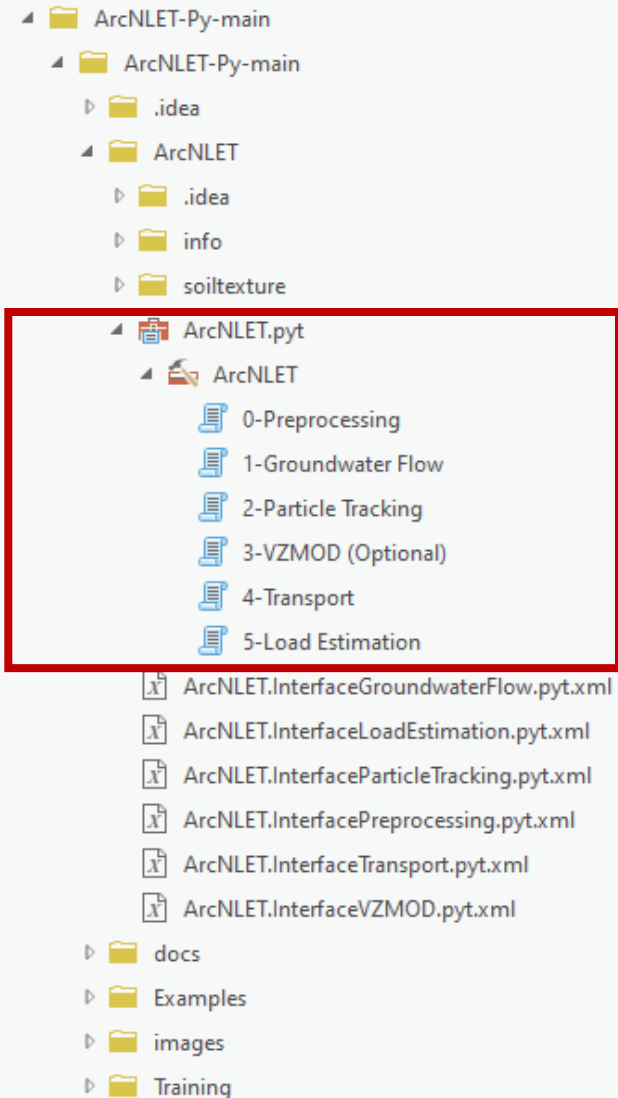 ArcNLET-Py-main
ArcNLET-Py-main
.idea
ArcNLET
.idea
info
soiltexture
ArcNLET.pyt
ArcNLET
0-Preprocessing
1-Groundwater Flow
2-Particle Tracking
3-VZMOD (Optional)
4-Transport
5-Load Estimation
ArcNLET.InterfaceGroundwaterFlow.pyt.xml
ArcNLET.InterfaceLoadEstimation.pyt.xml
ArcNLET.InterfaceParticleTracking.pyt.xml
ArcNLET.InterfacePreprocessing.pyt.xml
ArcNLET.InterfaceTransport.pyt.xml
ArcNLET.InterfaceVZMOD.pyt.xml
docs
Examples
images
Training